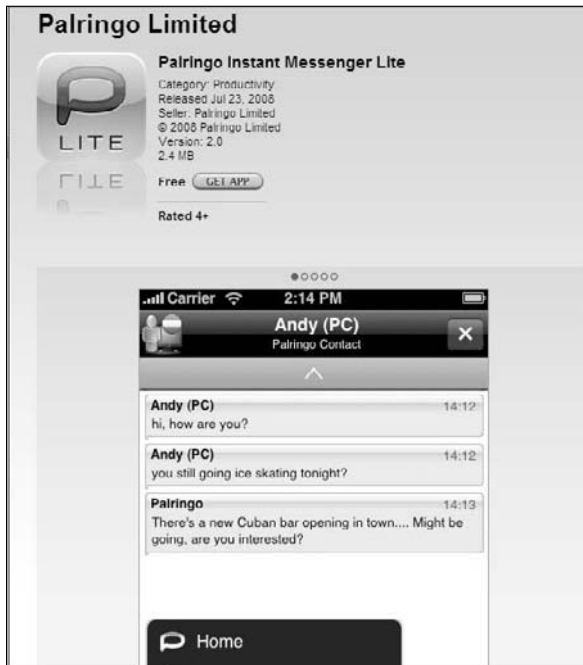 Palringo Limited
Palringo Instant Messenger Lite
Category: Productivity
Released Jul 23, 2008
Seller: Palringo Limited
© 2008 Palringo Limited
Version: 2.0
2.4 MB
LITE
Free GET APP
Rated 4+
Carrier 2:14 PM
Andy (PC)
Palringo Contact
Andy (PC) 14:12
hi, how are you?
Andy (PC) 14:12
you still going ice skating tonight?
Palringo 14:13
There's a new Cuban bar opening in town.... Might be
going, are you interested?
Home